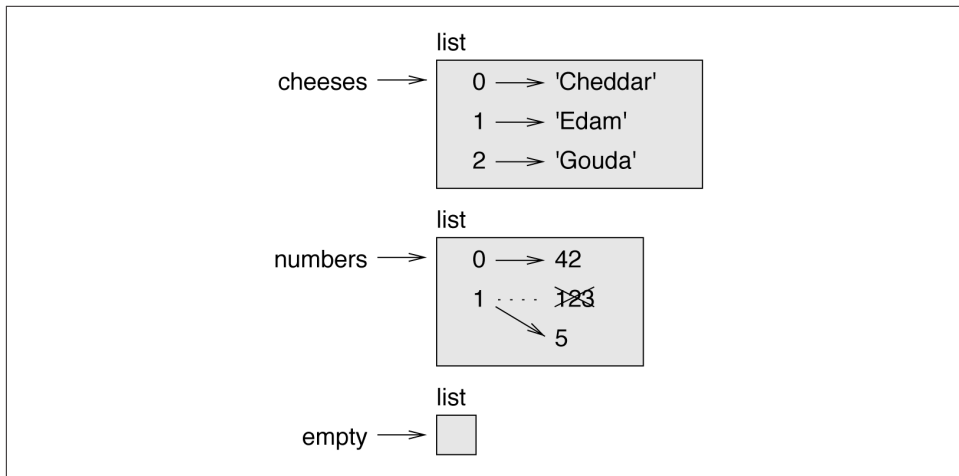 list
cheeses
0 'Cheddar'
1 'Edam'
2 'Gouda'
list
numbers
0 42
1 123
5
list
empty